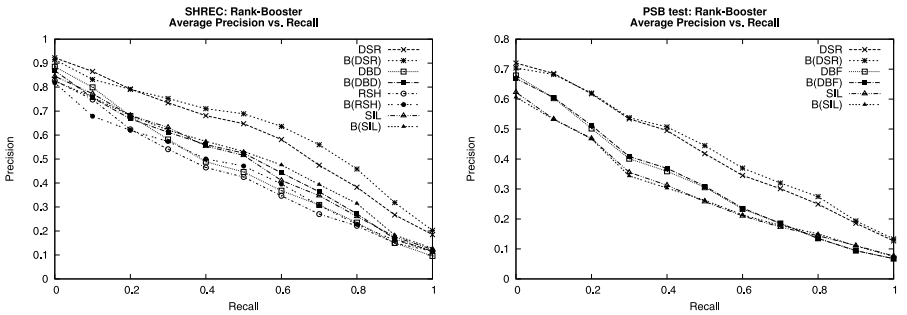 SHREC: Rank-Booster
Average Precision vs. Recall
Precision
1
0.9
0.8
0.7
0.6
0.5
0.4
0.3
0.2
0.1
0
DSR
B(DSR)
DBD
B(DBD)
RSH
B(RSH)
SIL
B(SIL)
0 0.2 0.4 0.6 0.8 1
Recall
PSB test: Rank-Booster
Average Precision vs. Recall
Precision
0.8
0.7
0.6
0.5
0.4
0.3
0.2
0.1
0
DSR
B(DSR)
DBF
B(DBF)
SIL
B(SIL)
0 0.2 0.4 0.6 0.8 1
Recall